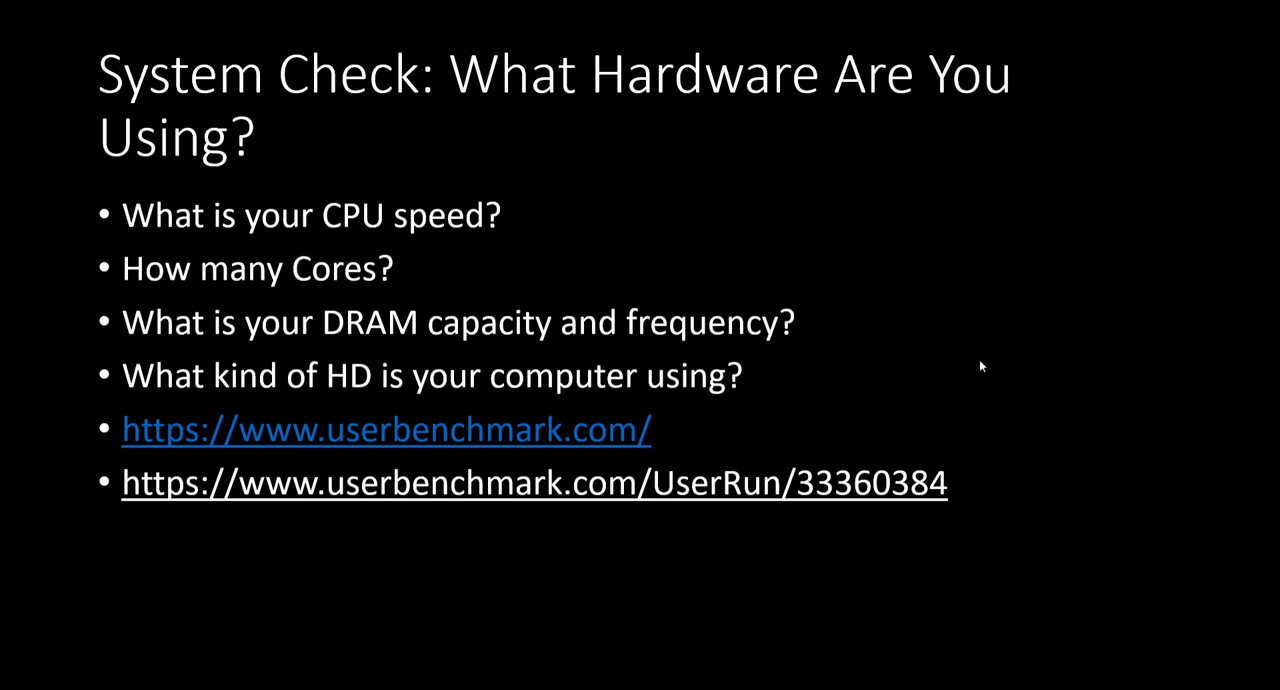 System Check: What Hardware Are You
Using?
• What is your CPU speed?
• How many Cores?
• What is your DRAM capacity and frequency?
• What kind of HD is your computer using?
• https://www.userbenchmark.com/
• https://www.userbenchmark.com/UserRun/33360384